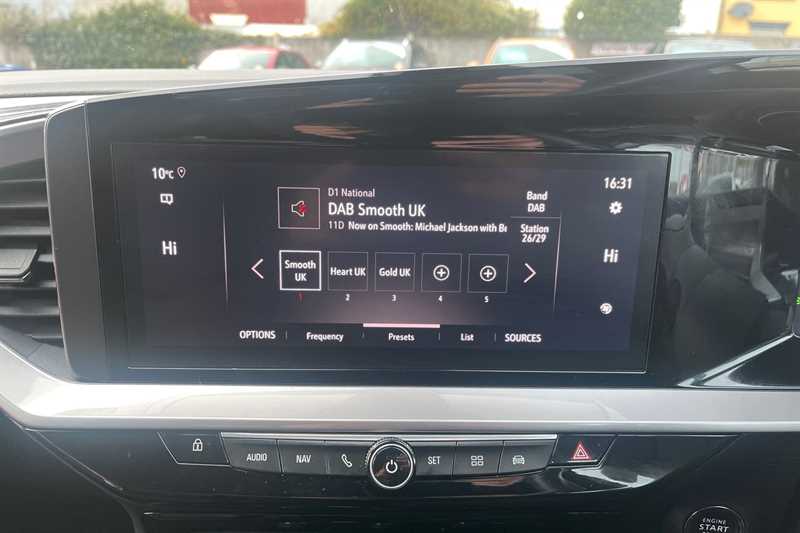 10°C
16:31
D1 National
DAB Smooth UK
11D Now on Smooth: Michael Jackson with Be
Band
DAB
Station
26/29
Hi
Hi
Smooth
UK
Heart UK
Gold UK
1
2
3
4
5
OPTIONS
Frequency
Presets
List
SOURCES
AUDIO
NAV
SET
ENGINE
START